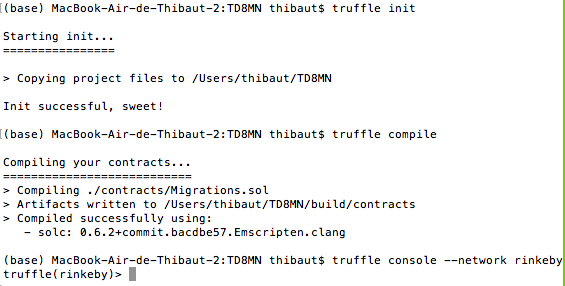 (base) MacBook-Air-de-Thibaut-2:TD8MN thibaut$ truffle init
Starting init...
================
> Copying project files to /Users/thibaut/TD8MN
Init successful, sweet!
(base) MacBook-Air-de-Thibaut-2:TD8MN thibaut$ truffle compile
Compiling your contracts...
===========================
> Compiling ./contracts/Migrations.sol
> Artifacts written to /Users/thibaut/TD8MN/build/contracts
> Compiled successfully using:
   - solc: 0.6.2+commit.bacdbe57.Emscripten.clang
(base) MacBook-Air-de-Thibaut-2:TD8MN thibaut$ truffle console --network rinkeby
truffle(rinkeby)>